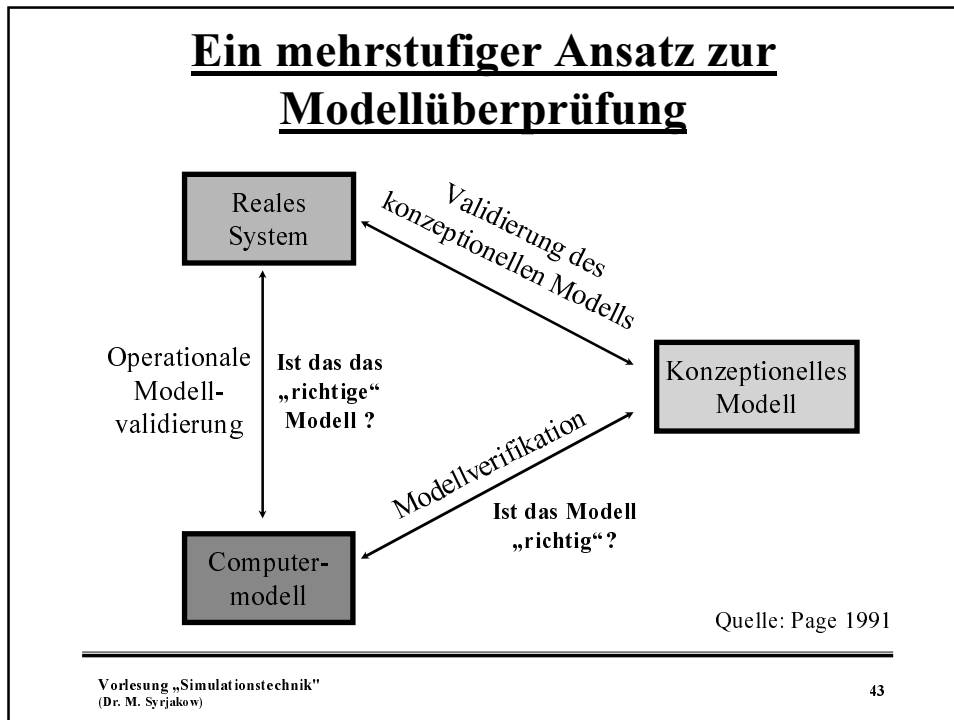 Ein mehrstufiger Ansatz zur
Modellüberprüfung
Reales
System
Validierung des
konzeptionellen Modells
Operationale
Modell-
validierung
Ist das das
„richtige“
Modell ?
Konzeptionelles
Modell
Modellverifikation
Ist das Modell
„richtig“?
Computer-
modell
Quelle: Page 1991
Vorlesung „Simulationstechnik"
(Dr. M. Syrjakow)
43